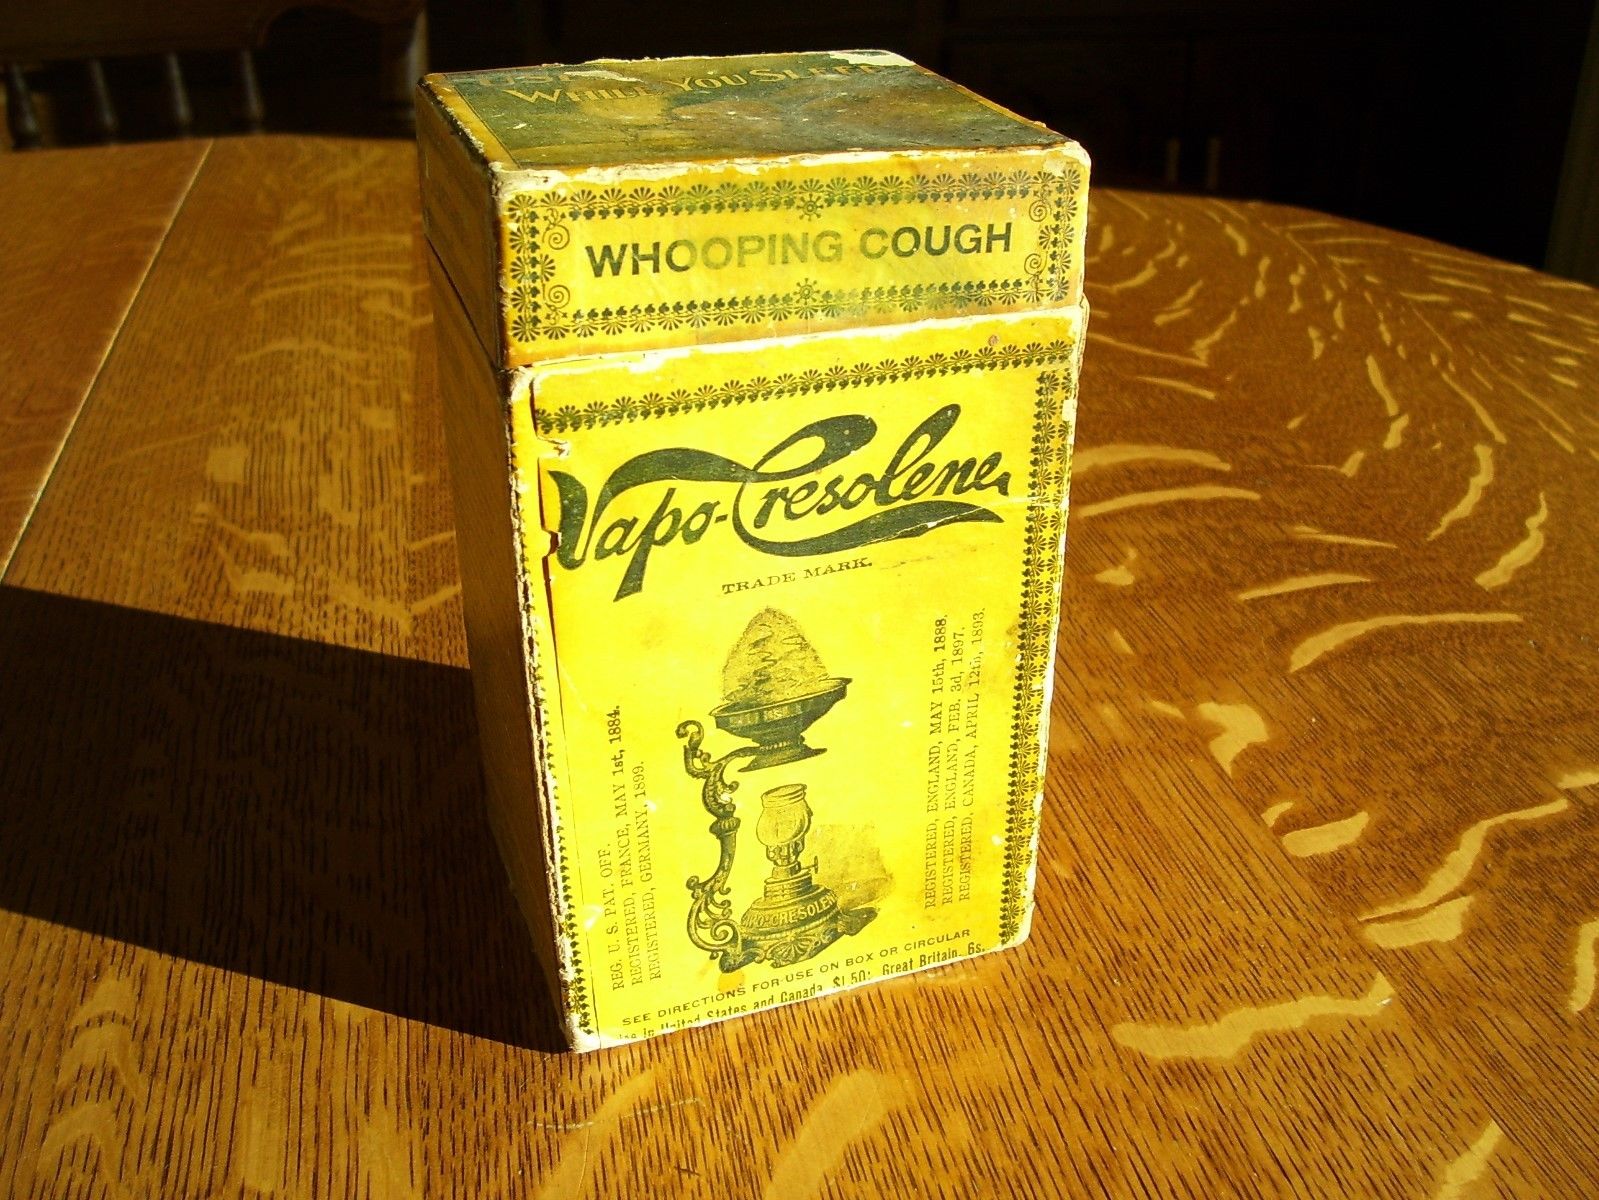 WHILE YOU SLEEP
WHOOPING COUGH
Vapo-Cresolene
TRADE MARK.
REG. U. S. PAT. OFF.
REGISTERED, FRANCE, MAY 1st, 1884.
REGISTERED, GERMANY, 1899.
REGISTERED, ENGLAND, MAY 15th, 1888.
REGISTERED, ENGLAND, FEB. 3d, 1897.
REGISTERED, CANADA, APRIL 12th, 1893.
SEE DIRECTIONS FOR USE ON BOX OR CIRCULAR
in United States and Canada, $1.50; Great Britain, 6s.